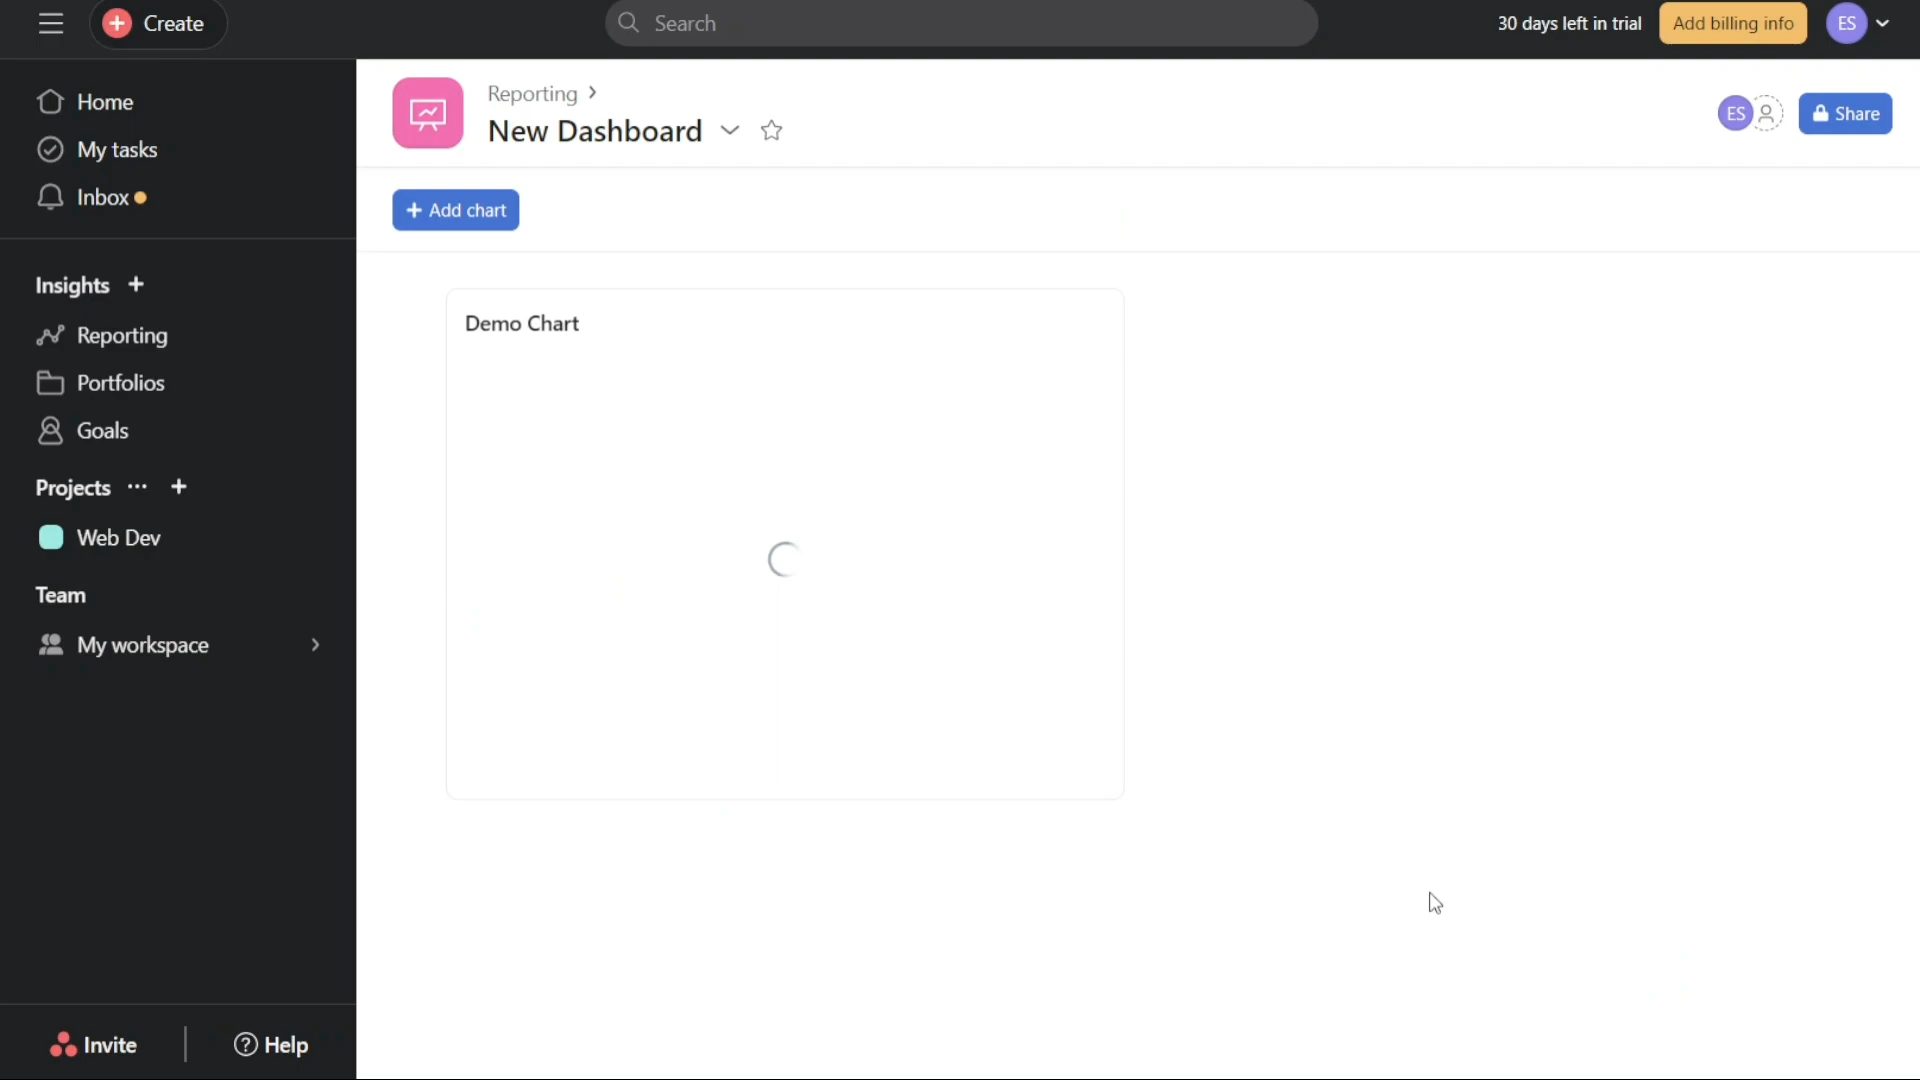 Create
Search
30 days left in trial
Add billing info
ES
Home
My tasks
Inbox
Insights +
Reporting
Portfolios
Goals
Projects ... +
Web Dev
Team
My workspace
Invite
Help
Reporting >
New Dashboard
ES
Share
+ Add chart
Demo Chart